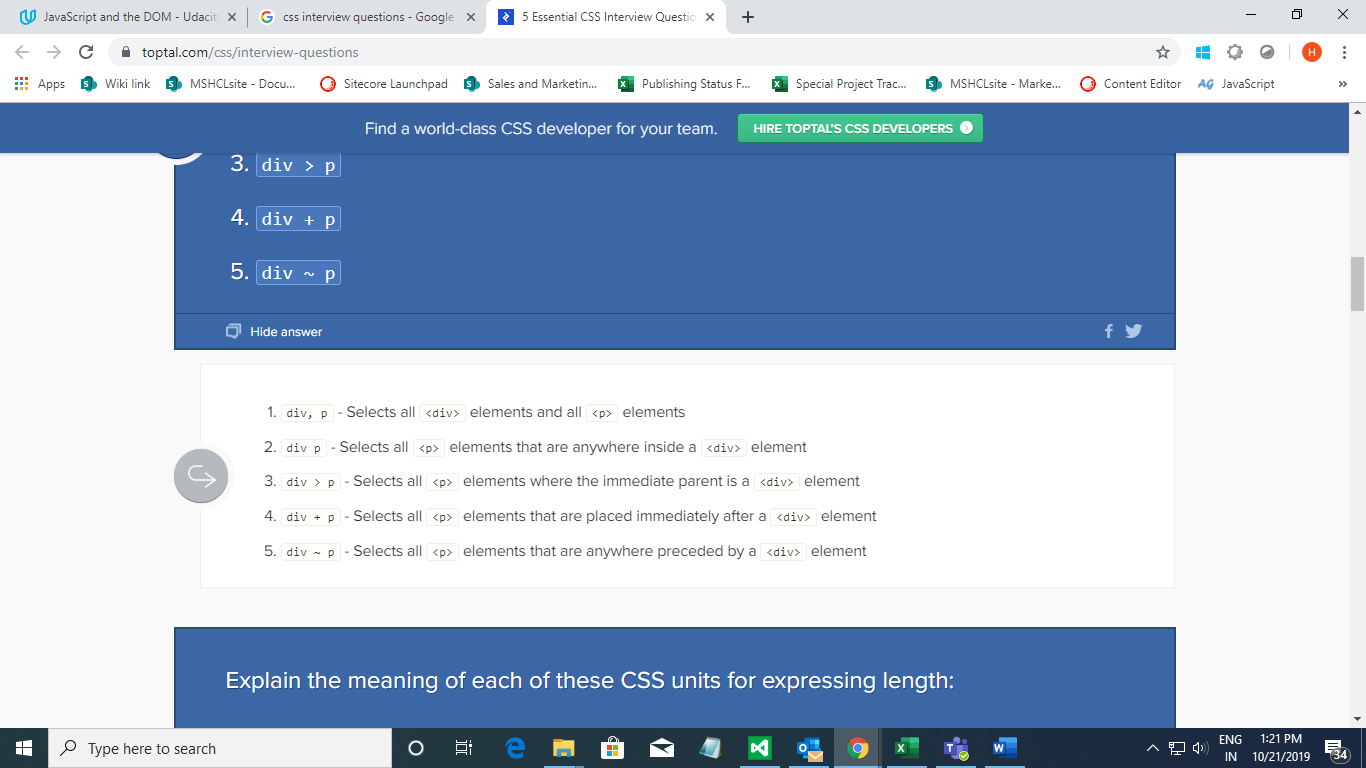 JavaScript and the DOM - Udacit
css interview questions - Google
5 Essential CSS Interview Questio
toptal.com/css/interview-questions
H
Apps Wiki link MSHCLsite - Docu... Sitecore Launchpad Sales and Marketin... Publishing Status F... Special Project Trac... MSHCLsite - Marke... Content Editor AG JavaScript »
Find a world-class CSS developer for your team. HIRE TOPTAL'S CSS DEVELOPERS
3. div > p
4. div + p
5. div ~ p
Hide answer
1. div, p - Selects all <div> elements and all <p> elements
2. div p - Selects all <p> elements that are anywhere inside a <div> element
3. div > p - Selects all <p> elements where the immediate parent is a <div> element
4. div + p - Selects all <p> elements that are placed immediately after a <div> element
5. div ~ p - Selects all <p> elements that are anywhere preceded by a <div> element
Explain the meaning of each of these CSS units for expressing length:
Type here to search
ENG
IN
1:21 PM
10/21/2019
34